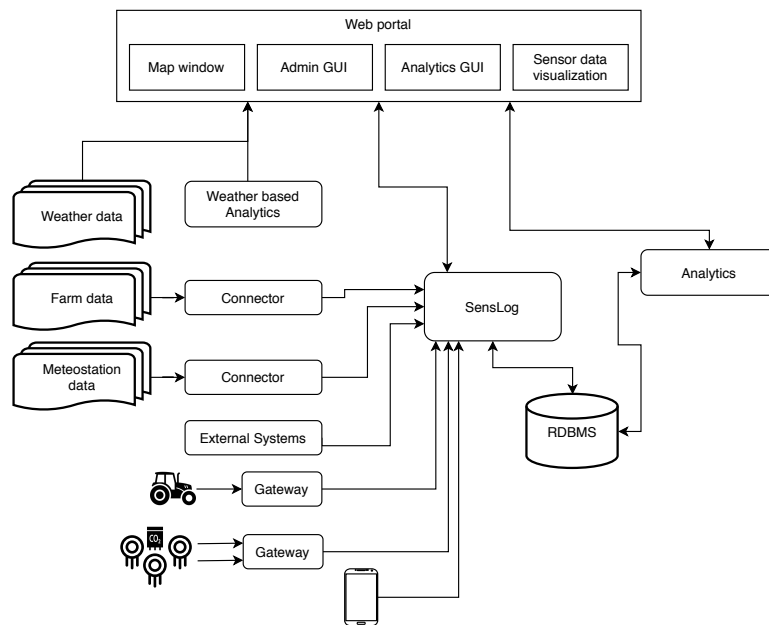 Web portal
Map window
Admin GUI
Analytics GUI
Sensor data
visualization
Weather data
Weather based
Analytics
Farm data
Connector
SensLog
Analytics
Meteostation
data
Connector
External Systems
RDBMS
Gateway
CO2
Gateway